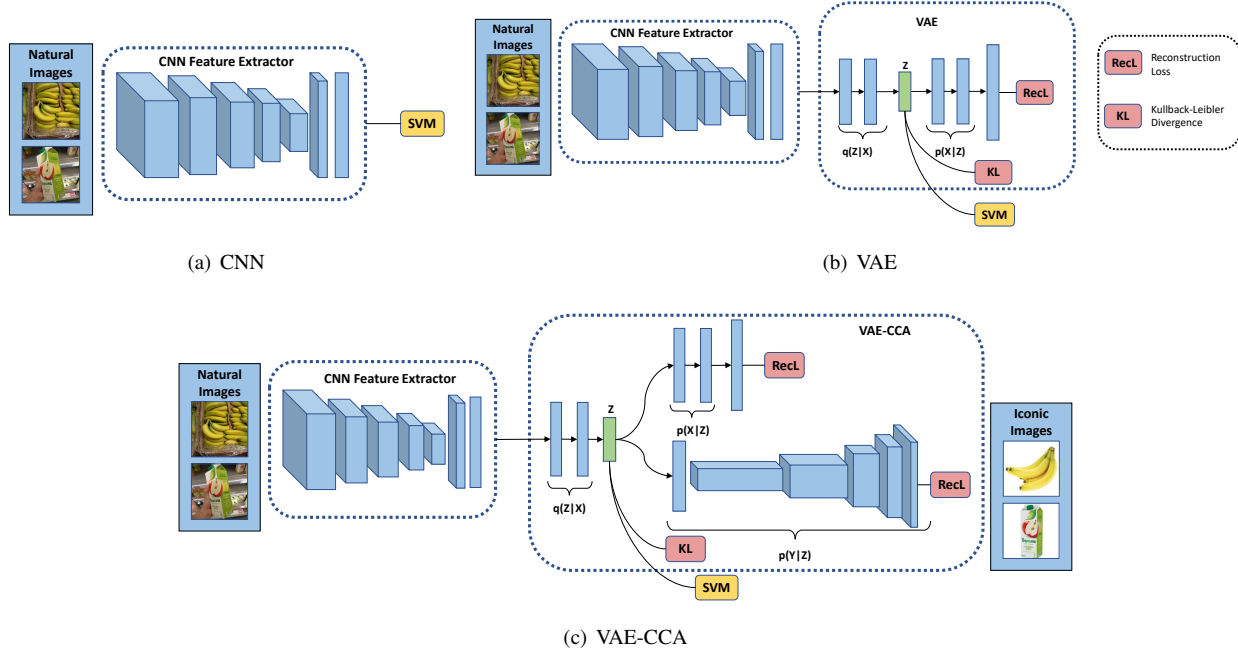 Natural
Images
CNN Feature Extractor
SVM
(a) CNN
Natural
Images
CNN Feature Extractor
VAE
Z
q(Z|X)
p(X|Z)
RecL
KL
SVM
(b) VAE
RecL
Reconstruction
Loss
KL
Kullback-Leibler
Divergence
Natural
Images
CNN Feature Extractor
VAE-CCA
Z
q(Z|X)
p(X|Z)
RecL
p(Y|Z)
RecL
KL
SVM
Iconic
Images
(c) VAE-CCA